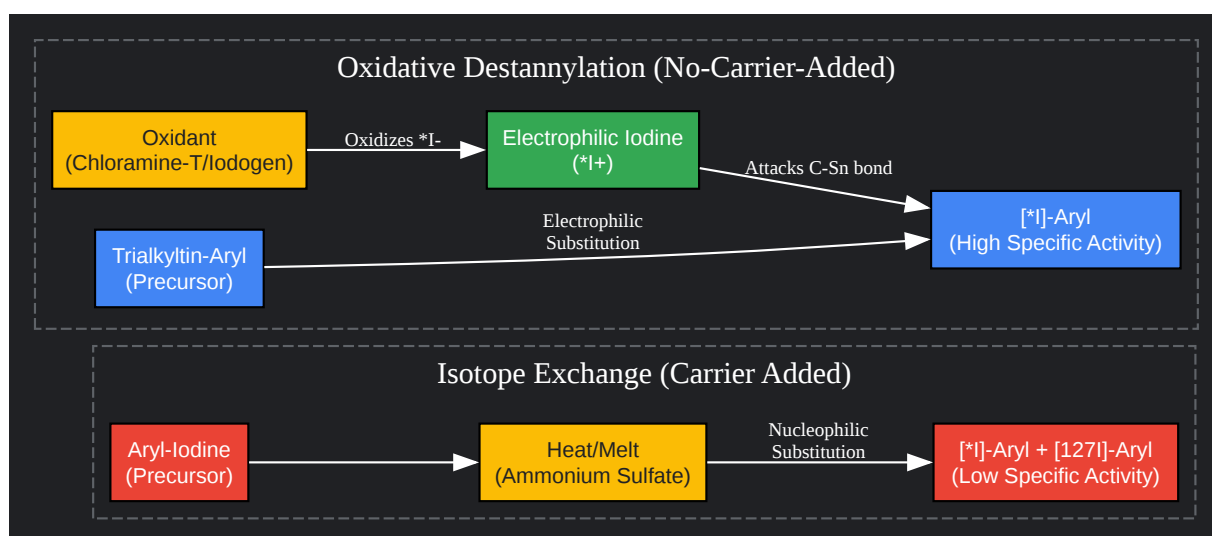 Oxidative Destannylation (No-Carrier-Added)
Oxidant
(Chloramine-T/Iodogen)
Oxidizes *I-
Electrophilic Iodine
(*I+)
Attacks C-Sn bond
Trialkyltin-Aryl
(Precursor)
Electrophilic
Substitution
[*I]-Aryl
(High Specific Activity)
Isotope Exchange (Carrier Added)
Aryl-Iodine
(Precursor)
Heat/Melt
(Ammonium Sulfate)
Nucleophilic
Substitution
[*I]-Aryl + [127I]-Aryl
(Low Specific Activity)